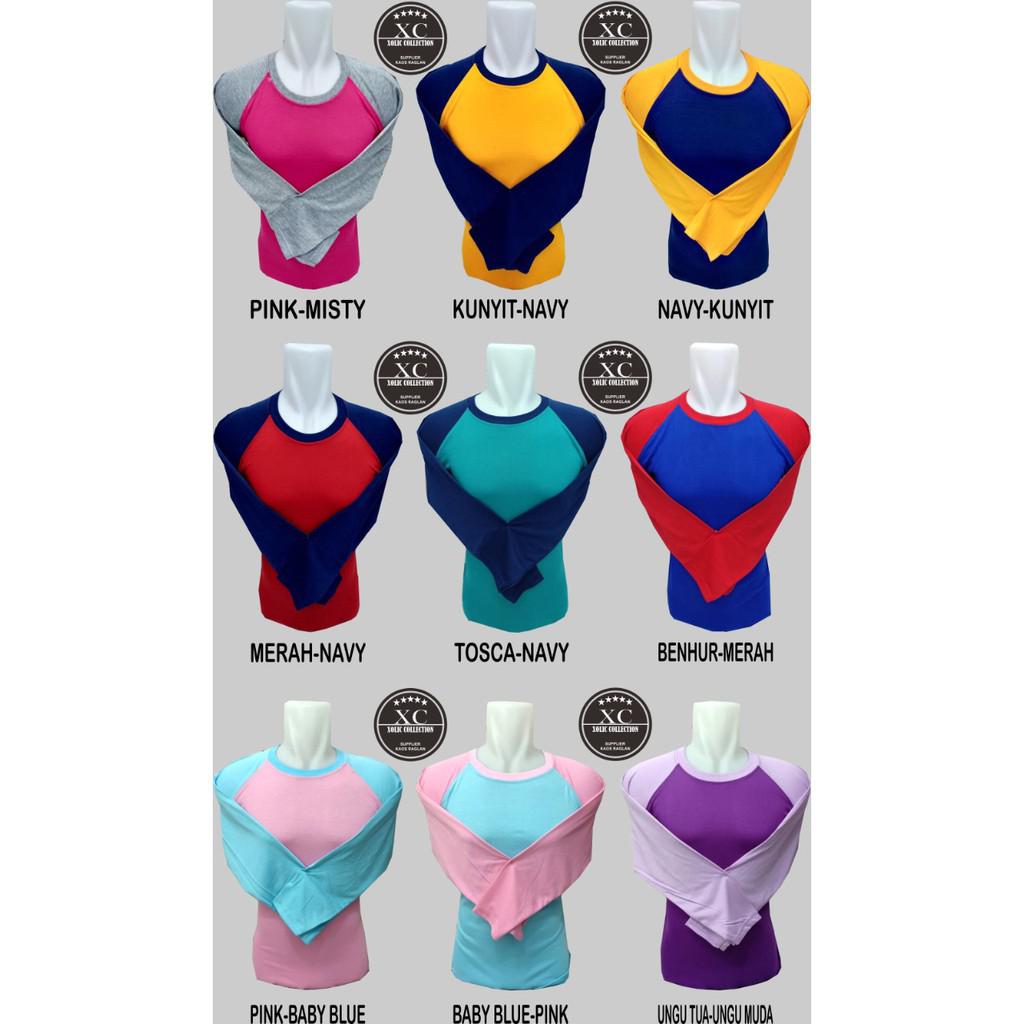 ★★★★★
XC
XOLIC COLLECTION
SUPPLIER
KAOS RAGLAN
★★★★★
XC
XOLIC COLLECTION
SUPPLIER
KAOS RAGLAN
PINK-MISTY
KUNYIT-NAVY
NAVY-KUNYIT
★★★★★
XC
XOLIC COLLECTION
SUPPLIER
KAOS RAGLAN
★★★★★
XC
XOLIC COLLECTION
SUPPLIER
KAOS RAGLAN
MERAH-NAVY
TOSCA-NAVY
BENHUR-MERAH
★★★★★
XC
XOLIC COLLECTION
SUPPLIER
KAOS RAGLAN
★★★★★
XC
XOLIC COLLECTION
SUPPLIER
KAOS RAGLAN
PINK-BABY BLUE
BABY BLUE-PINK
UNGU TUA-UNGU MUDA